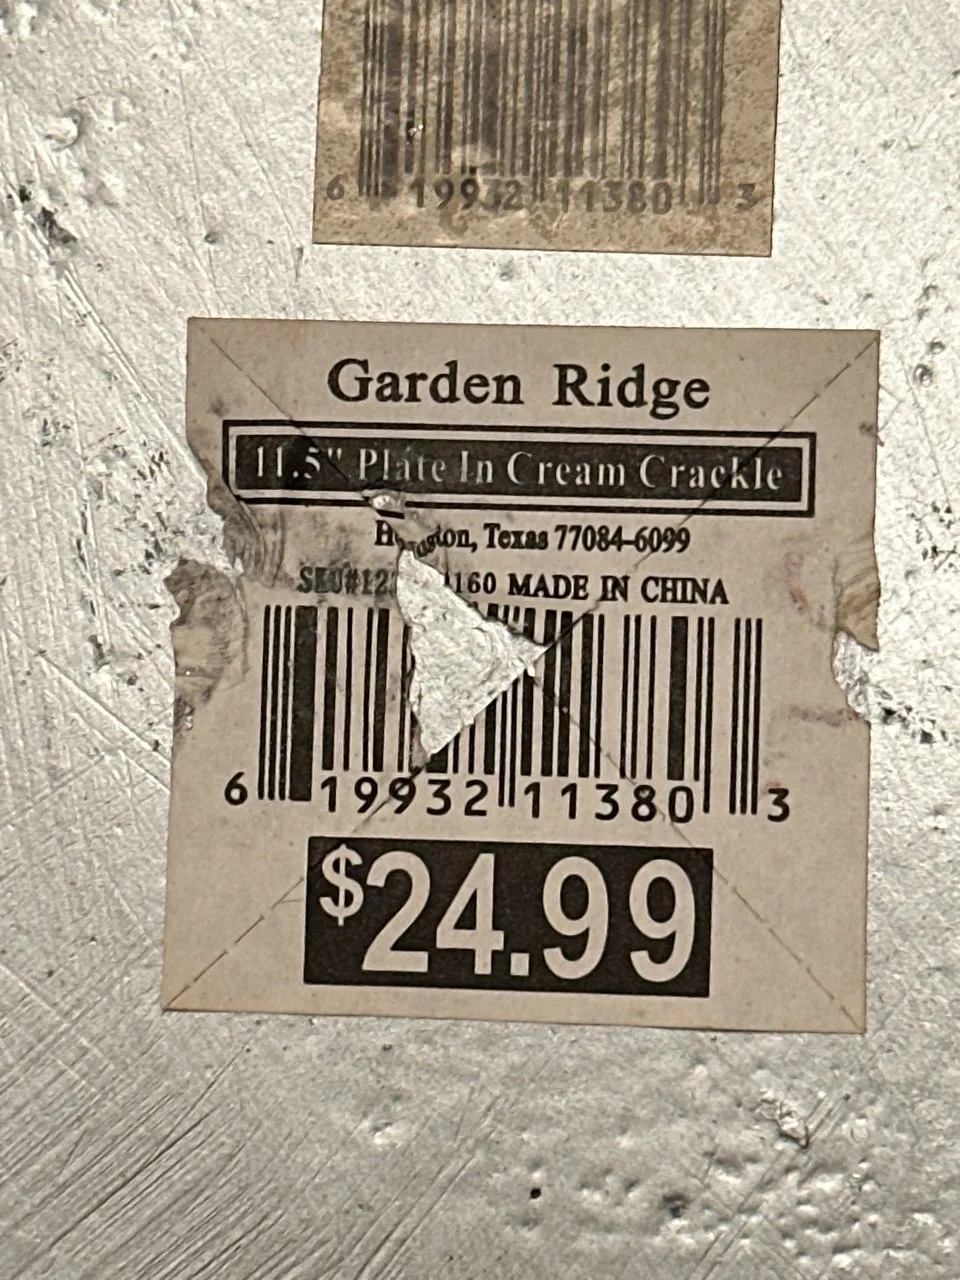 6 19932 11380 3
Garden Ridge
11.5" Plate In Cream Crackle
Houston, Texas 77084-6099
MADE IN CHINA
6 19932 11380 3
$24.99